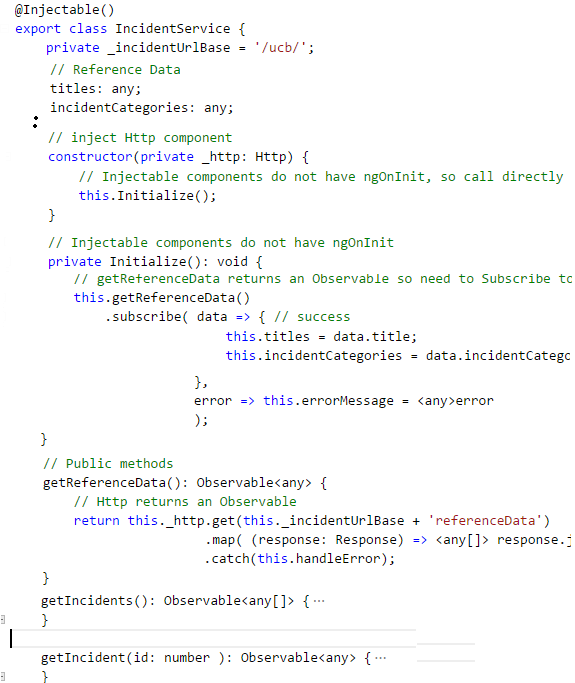 @Injectable()
export class IncidentService {
private _incidentUrlBase = '/ucb/';
// Reference Data
titles: any;
incidentCategories: any;
// inject Http component
constructor(private _http: Http) {
// Injectable components do not have ngOnInit, so call directly
this.Initialize();
}
// Injectable components do not have ngOnInit
private Initialize(): void {
// getReferenceData returns an Observable so need to Subscribe to
this.getReferenceData()
.subscribe( data => { // success
this.titles = data.title;
this.incidentCategories = data.incidentCatego
},
error => this.errorMessage = <any>error
);
}
// Public methods
getReferenceData(): Observable<any> {
// Http returns an Observable
return this._http.get(this._incidentUrlBase + 'referenceData')
.map( (response: Response) => <any[]> response.j
.catch(this.handleError);
}
getIncidents(): Observable<any[]> {...
}
getIncident(id: number ): Observable<any> {...
}